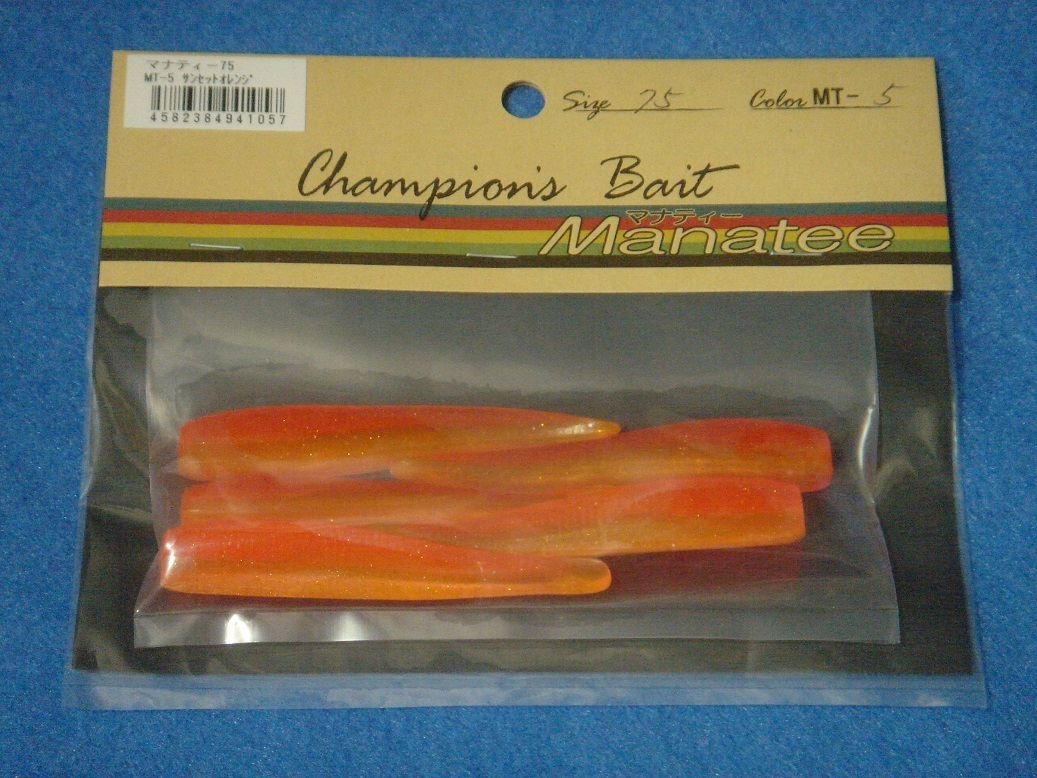 マナティー75
MT-5 ｻﾝｾｯﾄｵﾚﾝｼﾞ
4582384941057
Size 75 Color MT- 5
Champion's Bait
マナティー
Manatee